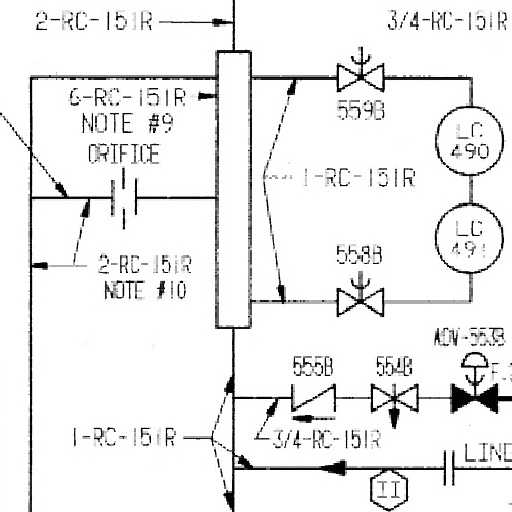 2-RC-151R
3/4-RC-151R
6-RC-151R
NOTE #9
ORIFICE
559B
LC
490
1-RC-151R
LC
491
558B
2-RC-151R
NOTE #10
ADV-553B
555B
554B
1-RC-151R
3/4-RC-151R
LINE
II